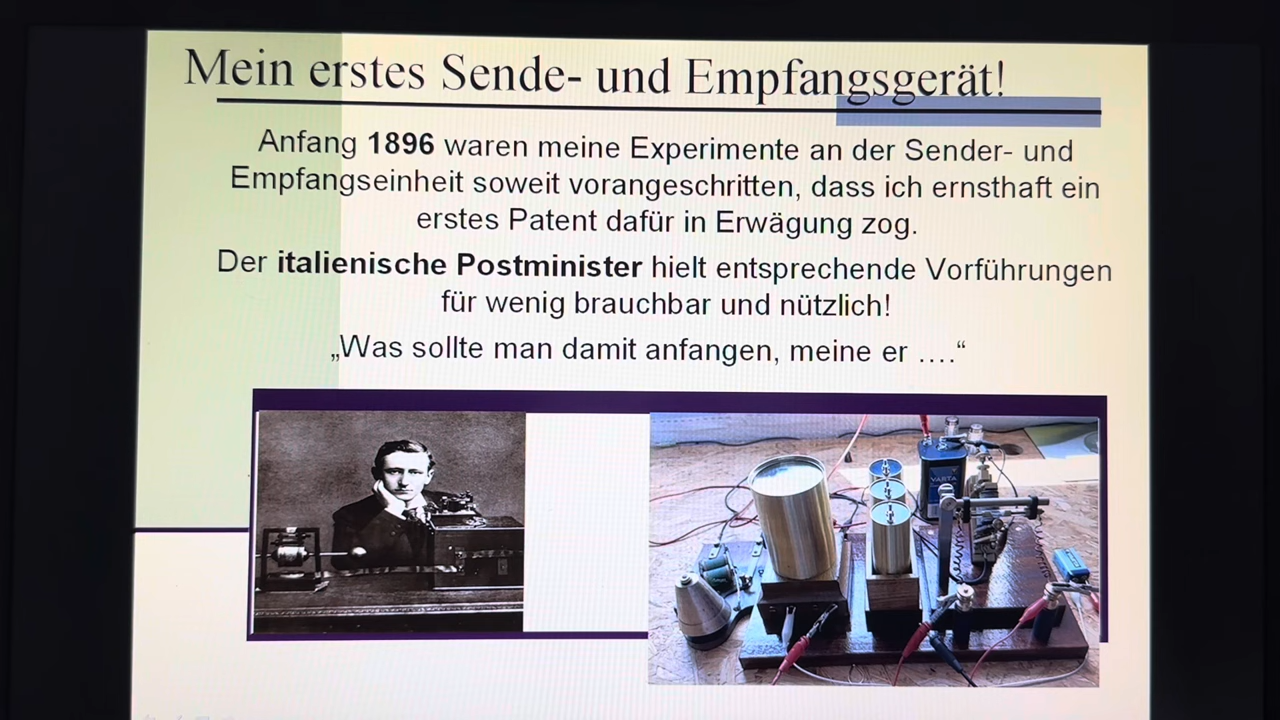 Mein erstes Sende- und Empfangsgerät!
Anfang 1896 waren meine Experimente an der Sender- und
Empfangseinheit soweit vorangeschritten, dass ich ernsthaft ein
erstes Patent dafür in Erwägung zog.
Der italienische Postminister hielt entsprechende Vorführungen
für wenig brauchbar und nützlich!
„Was sollte man damit anfangen, meine er ….“
VARTA